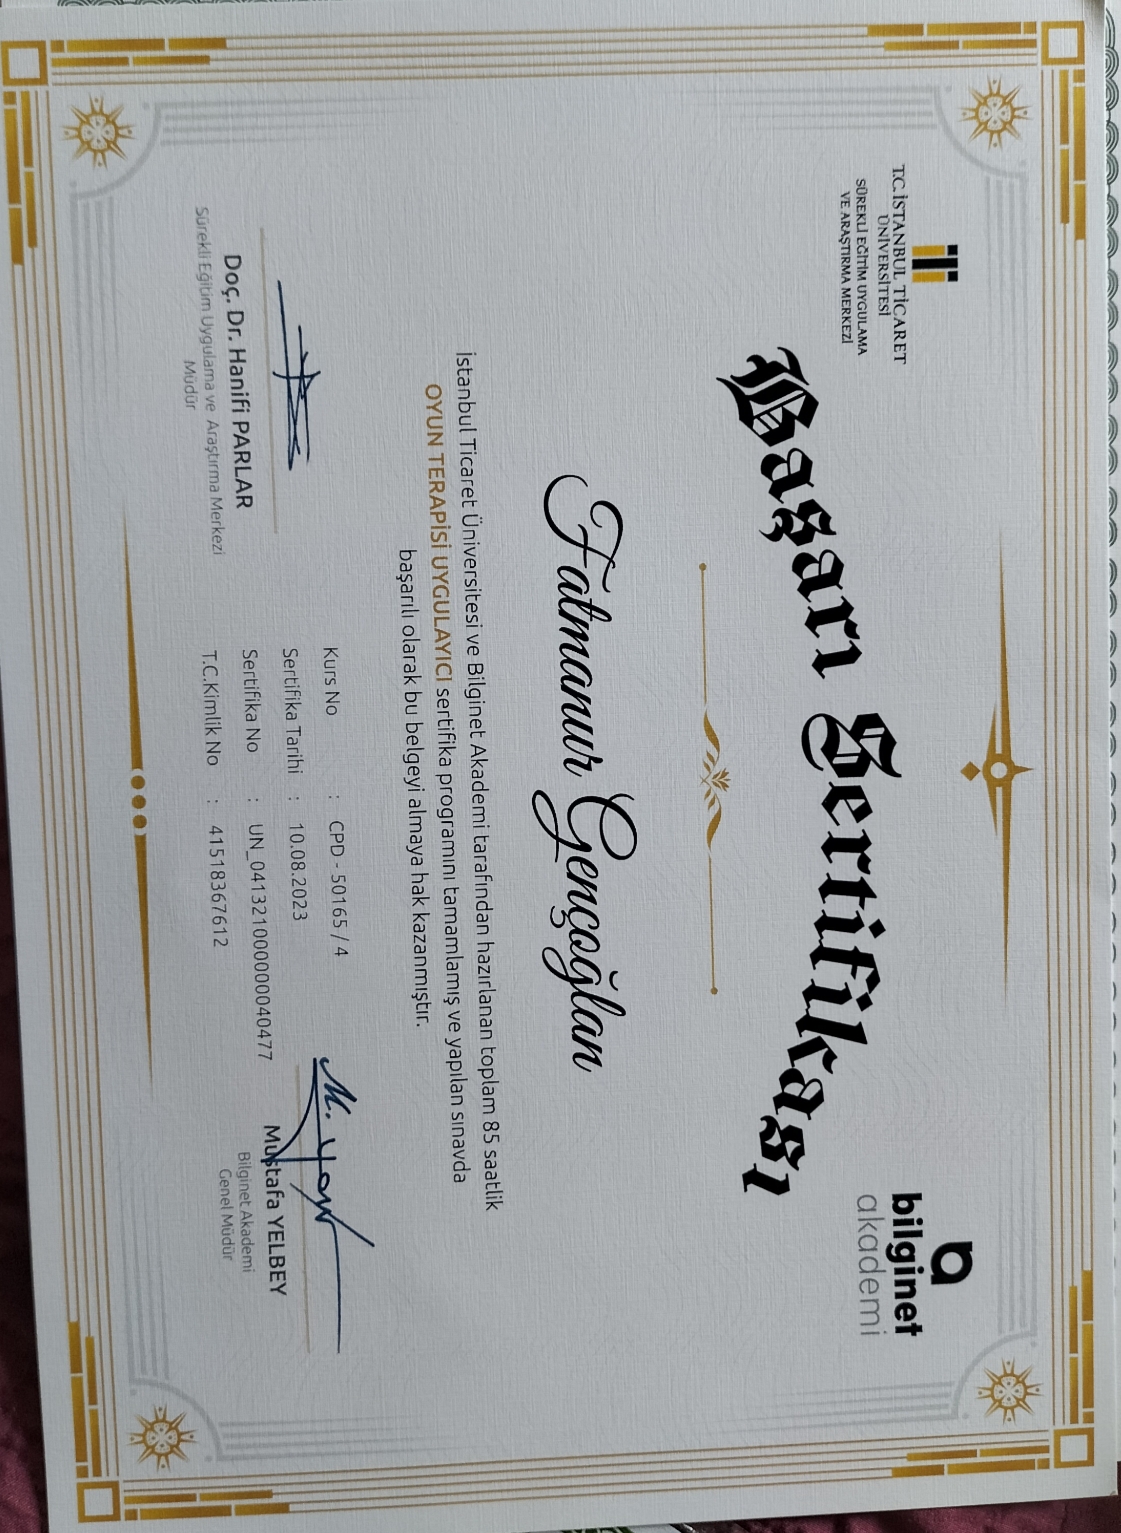 T.C. İSTANBUL TİCARET
ÜNİVERSİTESİ
SÜREKLİ EĞİTİM UYGULAMA
VE ARAŞTIRMA MERKEZİ
bilginet
akademi
Başarı Sertifikası
Fatmanur Gençoğlan
İstanbul Ticaret Üniversitesi ve Bilginet Akademi tarafından hazırlanan toplam 85 saatlik
OYUN TERAPİSİ UYGULAYICI sertifika programını tamamlamış ve yapılan sınavda
başarılı olarak bu belgeyi almaya hak kazanmıştır.
Kurs No : CPD - 50165 / 4
Sertifika Tarihi : 10.08.2023
Sertifika No : UN_041321000000040477
T.C.Kimlik No : 41518367612
Doç. Dr. Hanifi PARLAR
Sürekli Eğitim Uygulama ve Araştırma Merkezi
Müdür
Mustafa YELBEY
Bilginet Akademi
Genel Müdür